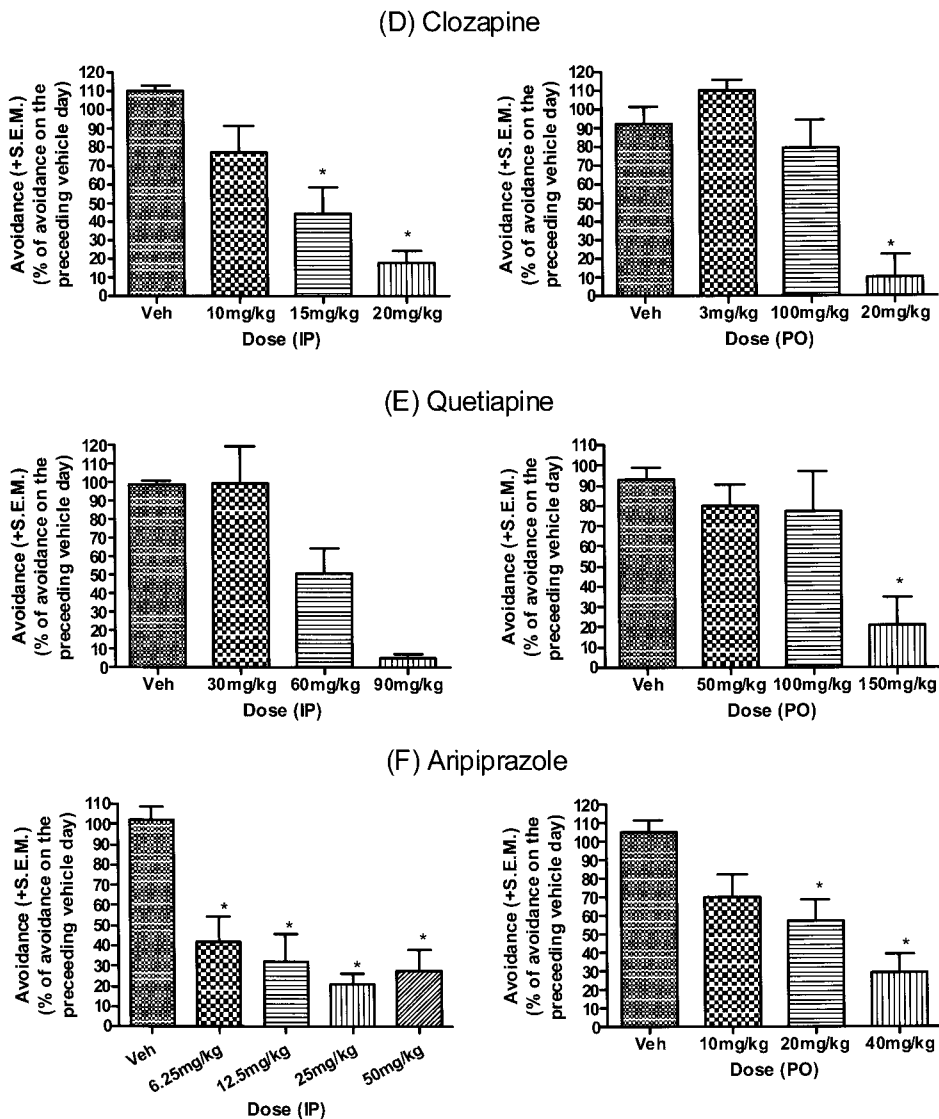 (D) Clozapine
Avoidance (+S.E.M.)
(% of avoidance on the
preceeding vehicle day)
120
110
100
90
80
70
60
50
40
30
20
10
0
*
*
Veh 10mg/kg 15mg/kg 20mg/kg
Dose (IP)
Avoidance (+S.E.M.)
(% of avoidance on the
preceeding vehicle day)
120
110
100
90
80
70
60
50
40
30
20
10
0
*
Veh 3mg/kg 100mg/kg 20mg/kg
Dose (PO)
(E) Quetiapine
Avoidance (+S.E.M.)
(% of avoidance on the
preceeding vehicle day)
120
110
100
90
80
70
60
50
40
30
20
10
0
Veh 30mg/kg 60mg/kg 90mg/kg
Dose (IP)
Avoidance (+S.E.M.)
(% of avoidance on the
preceeding vehicle day)
110
100
90
80
70
60
50
40
30
20
10
0
*
Veh 50mg/kg 100mg/kg 150mg/kg
Dose (PO)
(F) Aripiprazole
Avoidance (+S.E.M.)
(% of avoidance on the
preceeding vehicle day)
110
100
90
80
70
60
50
40
30
20
10
0
*
*
*
*
Veh 6.25mg/kg 12.5mg/kg 25mg/kg 50mg/kg
Dose (IP)
Avoidance (+S.E.M.)
(% of avoidance on the
preceeding vehicle day)
120
110
100
90
80
70
60
50
40
30
20
10
0
*
*
Veh 10mg/kg 20mg/kg 40mg/kg
Dose (PO)